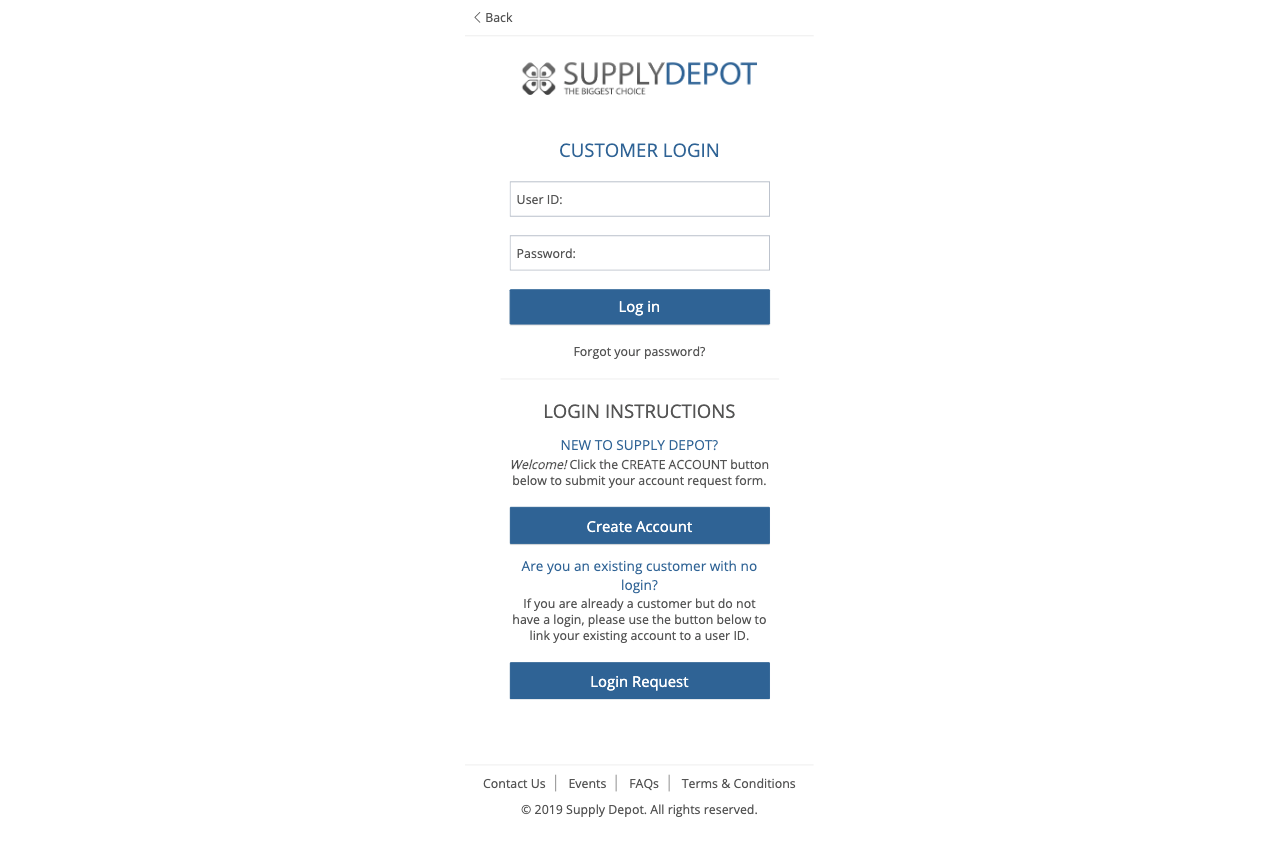 Back
SUPPLYDEPOT
THE BIGGEST CHOICE
CUSTOMER LOGIN
User ID:
Password:
Log in
Forgot your password?
LOGIN INSTRUCTIONS
NEW TO SUPPLY DEPOT?
Welcome! Click the CREATE ACCOUNT button
below to submit your account request form.
Create Account
Are you an existing customer with no
login?
If you are already a customer but do not
have a login, please use the button below to
link your existing account to a user ID.
Login Request
Contact Us | Events | FAQs | Terms & Conditions
© 2019 Supply Depot. All rights reserved.